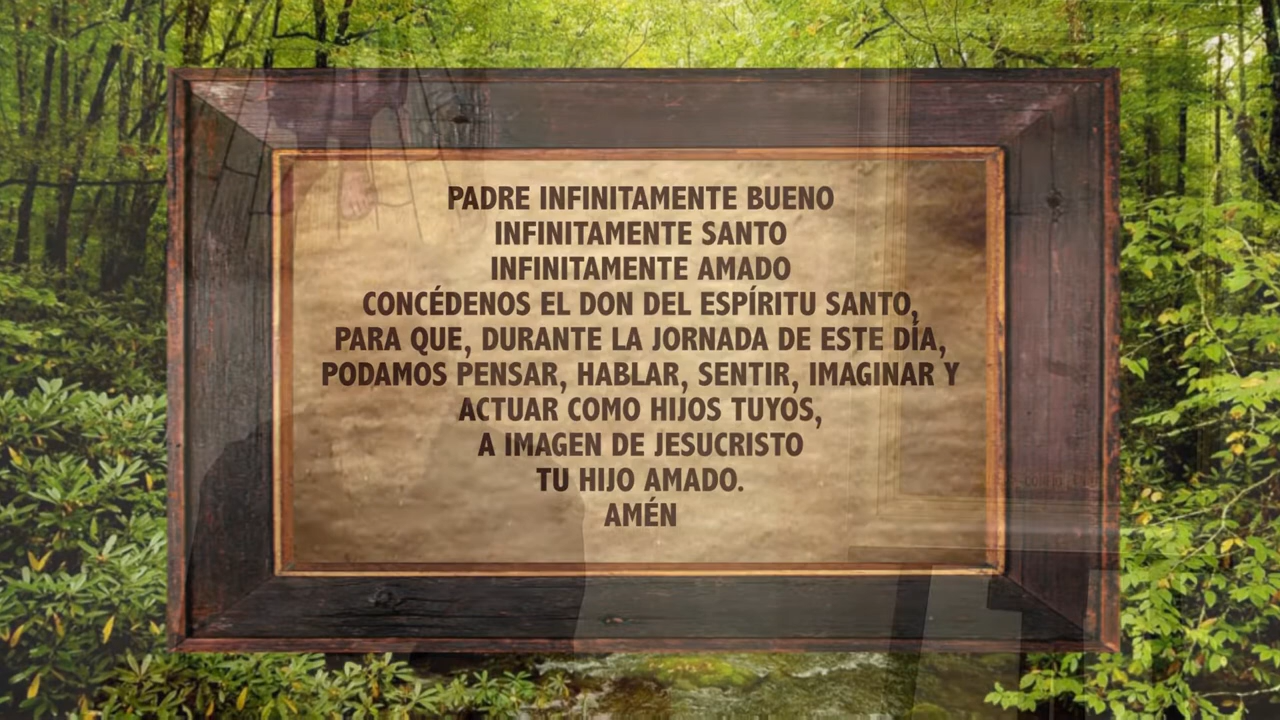 PADRE INFINITAMENTE BUENO
INFINITAMENTE SANTO
INFINITAMENTE AMADO
CONCÉDENOS EL DON DEL ESPÍRITU SANTO,
PARA QUE, DURANTE LA JORNADA DE ESTE DÍA,
PODAMOS PENSAR, HABLAR, SENTIR, IMAGINAR Y
ACTUAR COMO HIJOS TUYOS,
A IMAGEN DE JESUCRISTO
TU HIJO AMADO.
AMÉN